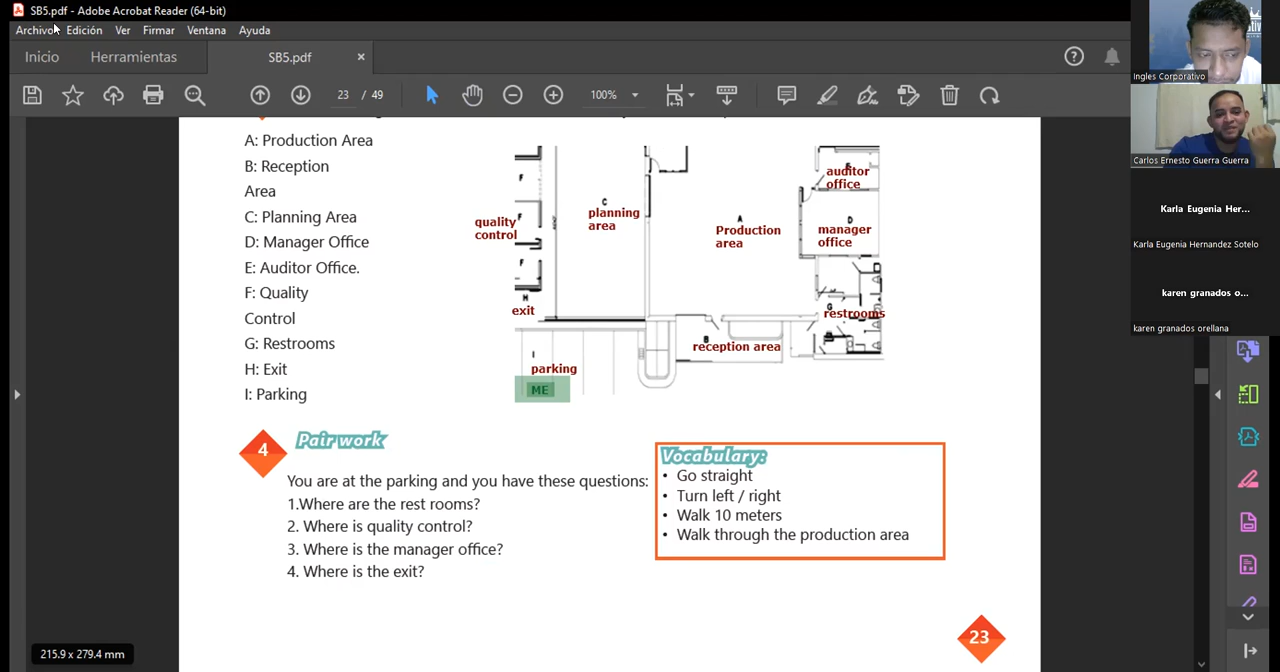 SB5.pdf - Adobe Acrobat Reader (64-bit)
Archivo Edición Ver Firmar Ventana Ayuda
Inicio Herramientas SB5.pdf ×
23 / 49 100%
A: Production Area
B: Reception
Area
C: Planning Area
D: Manager Office
E: Auditor Office.
F: Quality
Control
G: Restrooms
H: Exit
I: Parking
F
F
F
quality
control
H
exit
C
planning
area
A
Production
area
auditor
office
D
manager
office
G
restrooms
B
reception area
I
parking
ME
4 Pair work
You are at the parking and you have these questions:
1.Where are the rest rooms?
2. Where is quality control?
3. Where is the manager office?
4. Where is the exit?
Vocabulary:
• Go straight
• Turn left / right
• Walk 10 meters
• Walk through the production area
23
215.9 x 279.4 mm
Ingles Corporativo
Carlos Ernesto Guerra Guerra
Karla Eugenia Her...
Karla Eugenia Hernandez Sotelo
karen granados o...
karen granados orellana